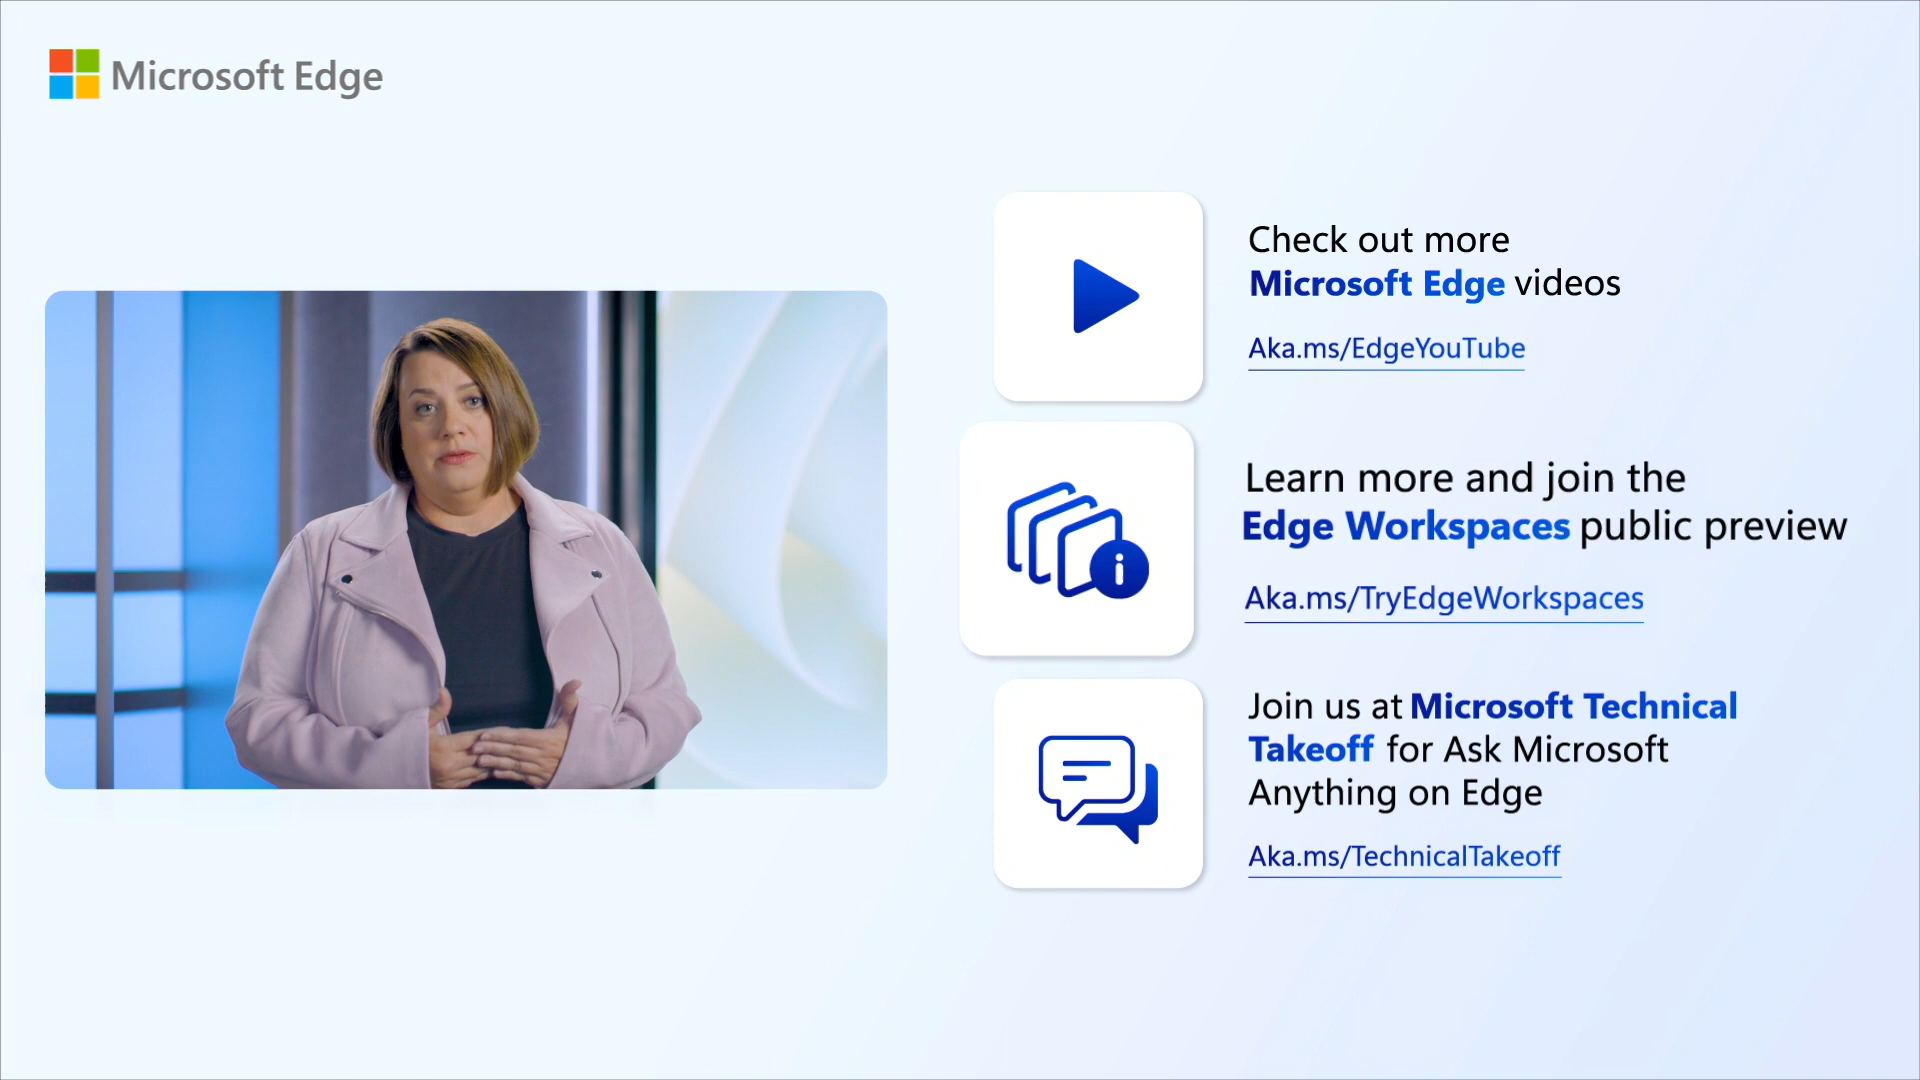 Microsoft Edge
Check out more
Microsoft Edge videos
Aka.ms/EdgeYouTube
Learn more and join the
Edge Workspaces public preview
Aka.ms/TryEdgeWorkspaces
Join us at Microsoft Technical
Takeoff for Ask Microsoft
Anything on Edge
Aka.ms/TechnicalTakeoff